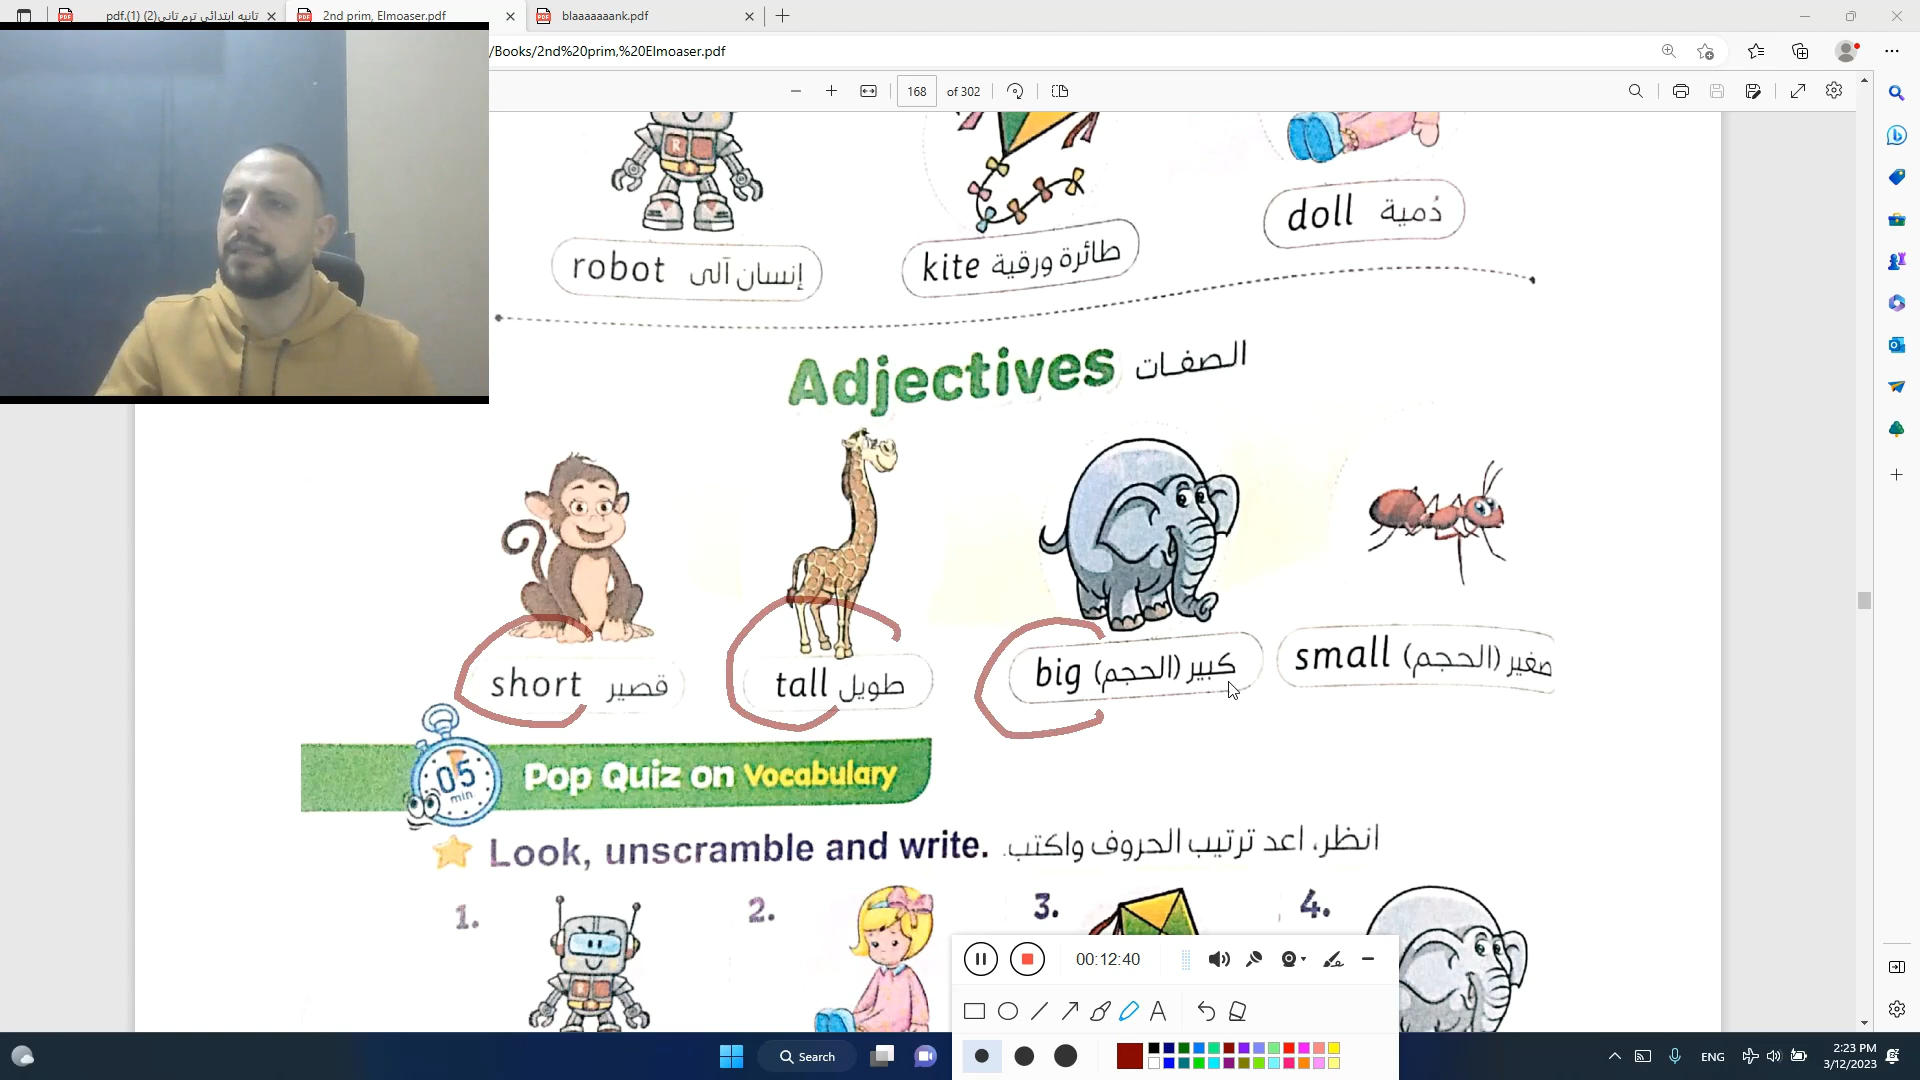 pdf.(1) (2)تانيه ابتدائي ترم تاني
2nd prim, Elmoaser.pdf
blaaaaaaank.pdf
/Books/2nd%20prim,%20Elmoaser.pdf
168 of 302
R
robot إنسان آلى
kite طائرة ورقية
doll دُمية
Adjectives الصفات
short قصير
tall طويل
big (الحجم) كبير
small (الحجم) صغير
05 min
Pop Quiz on Vocabulary
Look, unscramble and write. انظر، اعد ترتيب الحروف واكتب.
1.
2.
3.
4.
R
00:12:40
A
Search
ENG
2:23 PM
3/12/2023